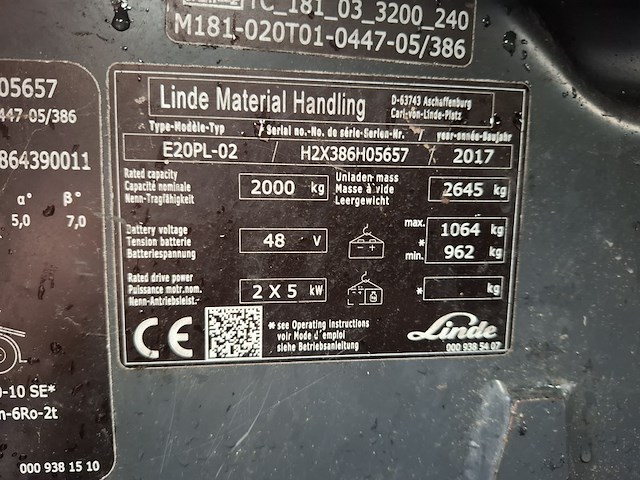 TC_181_03_3200_240
M181-020T01-0447-05/386
05657
447-05/386
864390011
α° β°
5,0 7,0
-10 SE*
n-6Ro-2t
000 938 15 10
Linde Material Handling
D-63743 Aschaffenburg
Carl-von-Linde-Platz
Type-Modèle-Typ / Serial no.-No. de série-Serien-Nr. / year-année-Baujahr
E20PL-02 / H2X386H05657 / 2017
Rated capacity
Capacité nominale
Nenn-Tragfähigkeit
2000 kg
Unladen mass
Masse à vide
Leergewicht
2645 kg
Battery voltage
Tension batterie
Batteriespannung
48 V
max. 1064 kg
*
min. 962 kg
Rated drive power
Puissance motr.nom.
Nenn-Antriebsleist.-
2 X 5 kW
* kg
CE
* see Operating instructions
voir Mode d'emploi
siehe Betriebsanleitung
Linde
000 938 54 07